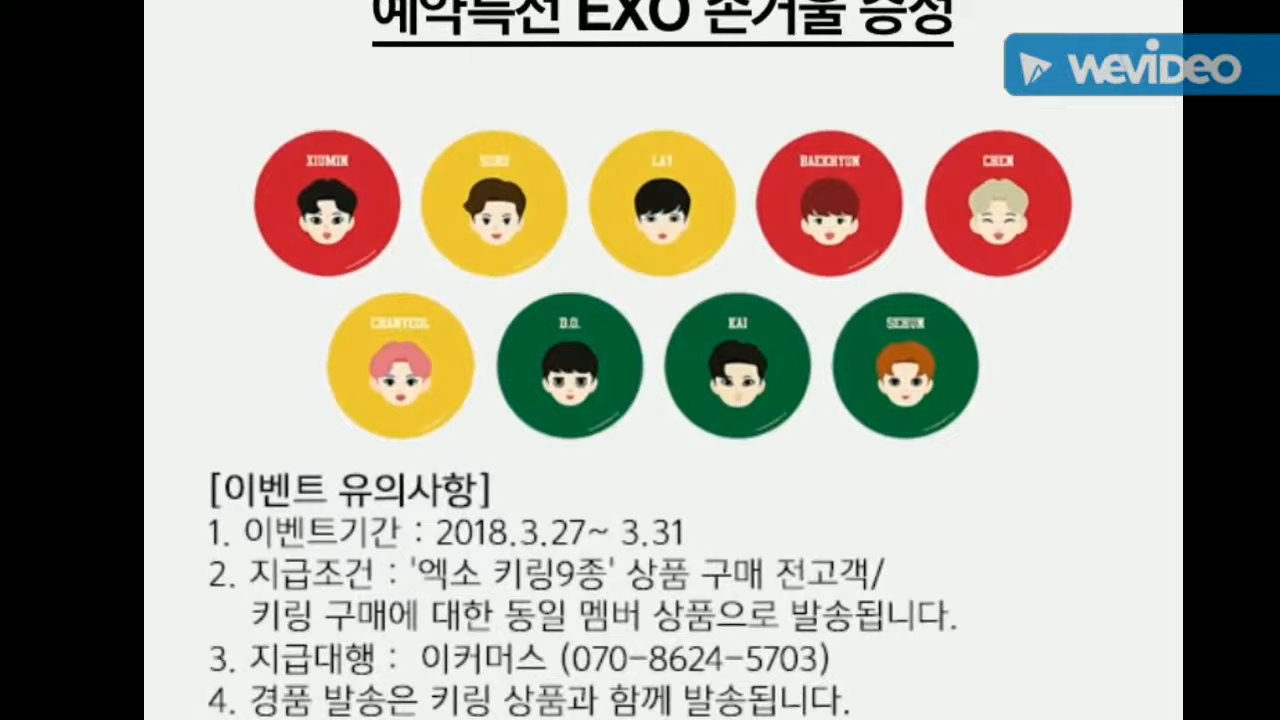 예약특전 EXO 손거울 증정
WEVIDEO
XIUMIN
SUHO
LAY
BAEKHYUN
CHEN
CHANYEOL
D.O.
KAI
SEHUN
[이벤트 유의사항]
1. 이벤트기간 : 2018.3.27~ 3.31
2. 지급조건 : '엑소 키링9종' 상품 구매 전고객/
키링 구매에 대한 동일 멤버 상품으로 발송됩니다.
3. 지급대행 : 이커머스 (070-8624-5703)
4. 경품 발송은 키링 상품과 함께 발송됩니다.